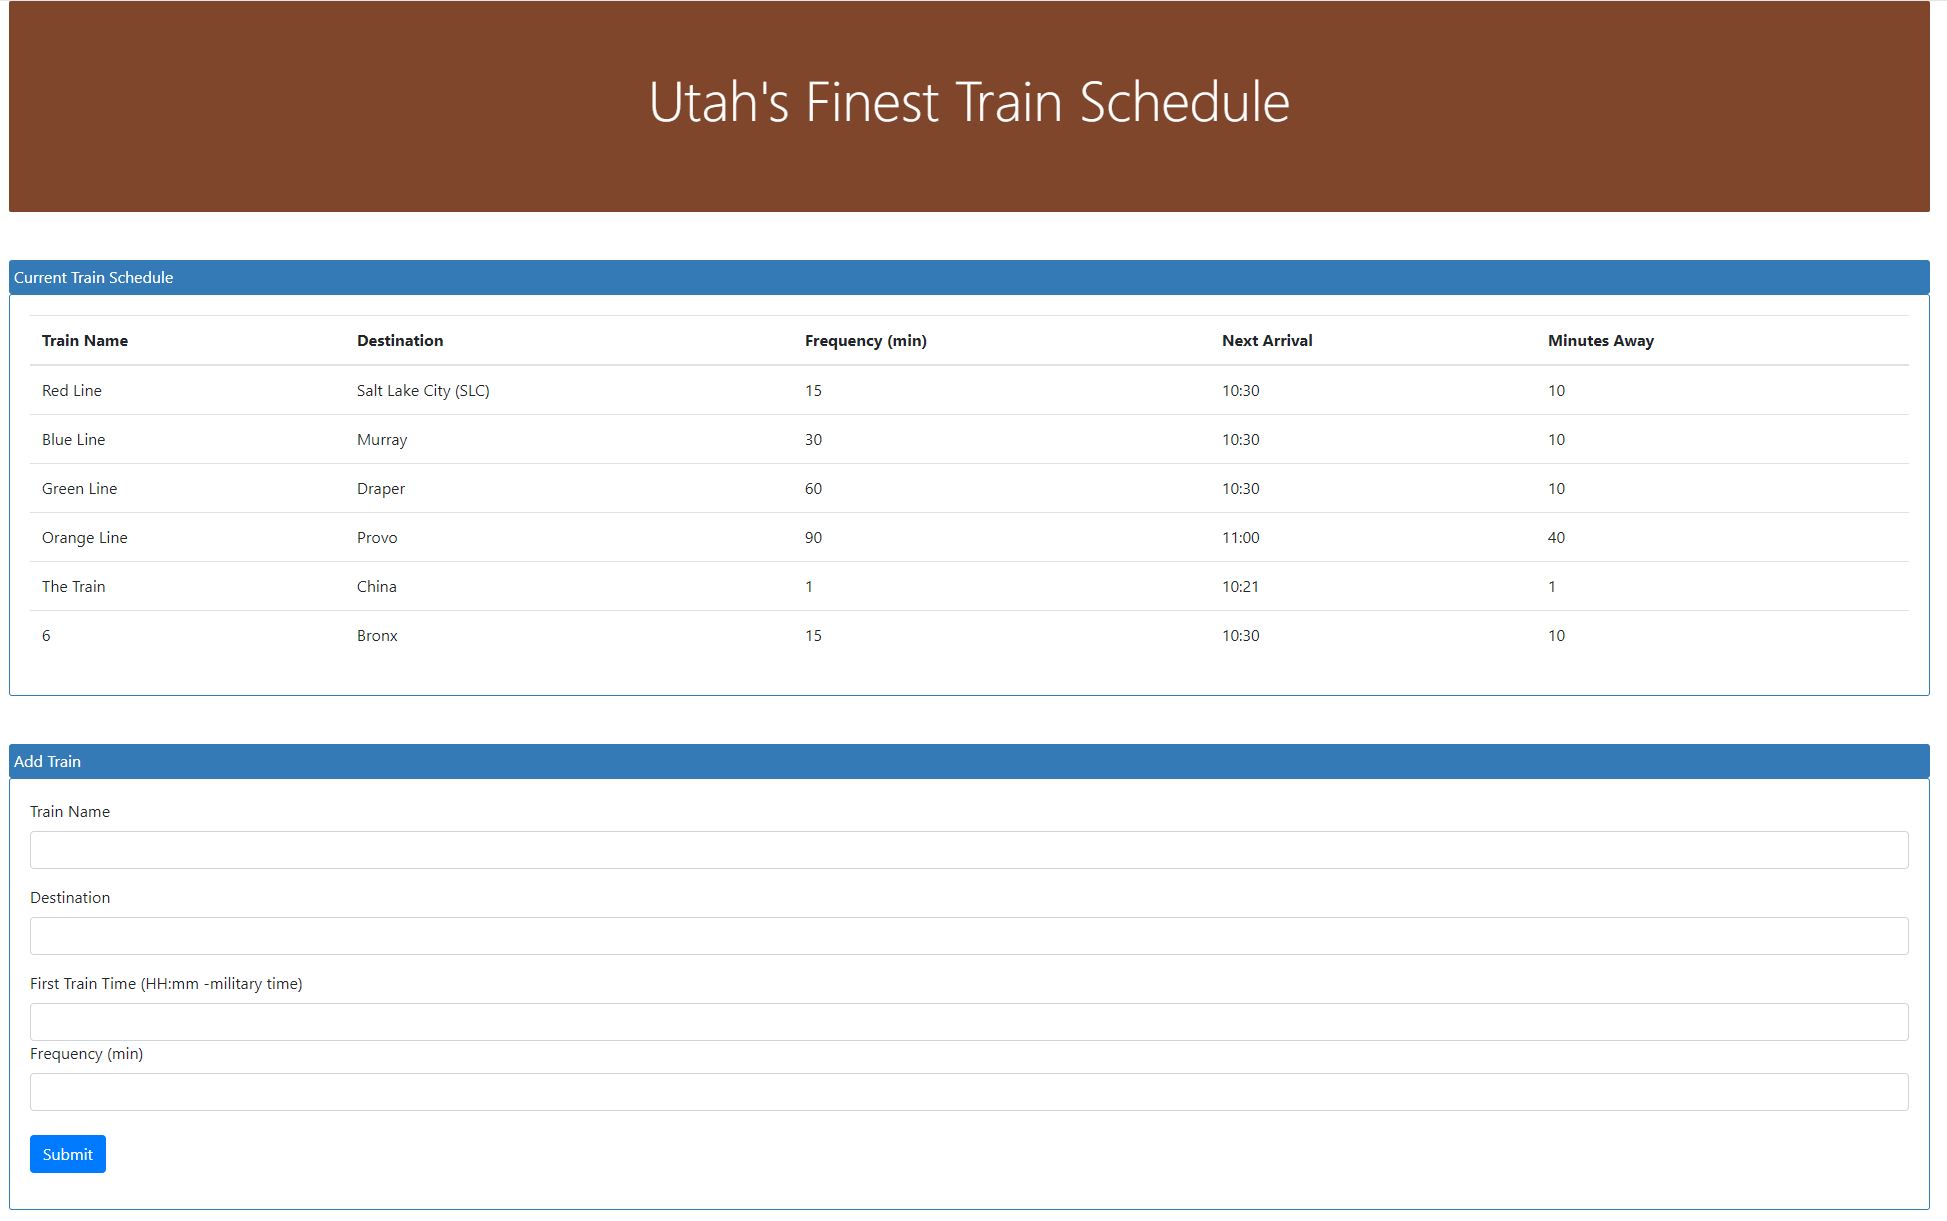 Utah's Finest Train Schedule
Current Train Schedule
Train Name Destination Frequency (min) Next Arrival Minutes Away
Red Line Salt Lake City (SLC) 15 10:30 10
Blue Line Murray 30 10:30 10
Green Line Draper 60 10:30 10
Orange Line Provo 90 11:00 40
The Train China 1 10:21 1
6 Bronx 15 10:30 10
Add Train
Train Name
Destination
First Train Time (HH:mm -military time)
Frequency (min)
Submit